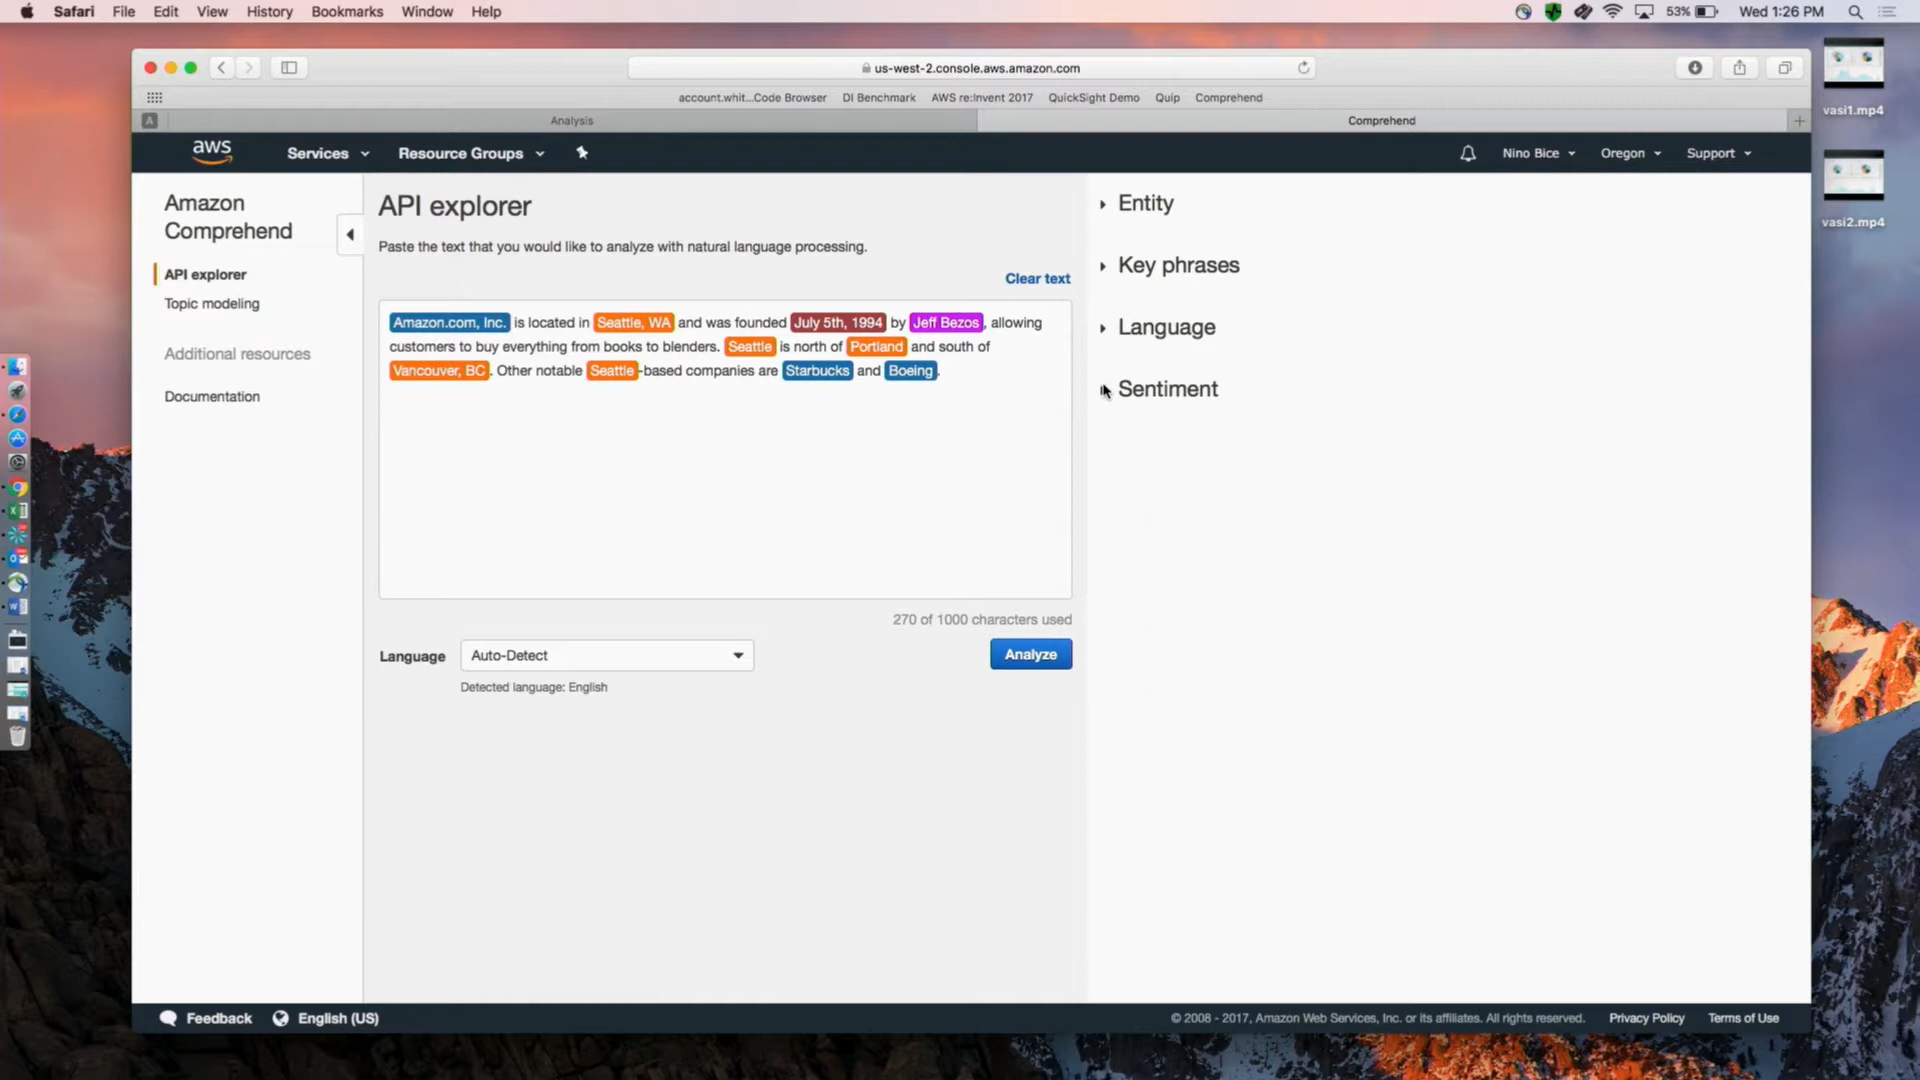 Safari File Edit View History Bookmarks Window Help 53% Wed 1:26 PM
us-west-2.console.aws.amazon.com
account.whit...Code Browser DI Benchmark AWS re:Invent 2017 QuickSight Demo Quip Comprehend
A Analysis Comprehend
aws Services Resource Groups Nino Bice Oregon Support
vasi1.mp4
vasi2.mp4
Amazon
Comprehend
API explorer
Topic modeling
Additional resources
Documentation
API explorer
Paste the text that you would like to analyze with natural language processing.
Clear text
Amazon.com, Inc. is located in Seattle, WA and was founded July 5th, 1994 by Jeff Bezos, allowing
customers to buy everything from books to blenders. Seattle is north of Portland and south of
Vancouver, BC. Other notable Seattle-based companies are Starbucks and Boeing.
270 of 1000 characters used
Language Auto-Detect Analyze
Detected language: English
Entity
Key phrases
Language
Sentiment
Feedback English (US) © 2008 - 2017, Amazon Web Services, Inc. or its affiliates. All rights reserved. Privacy Policy Terms of Use